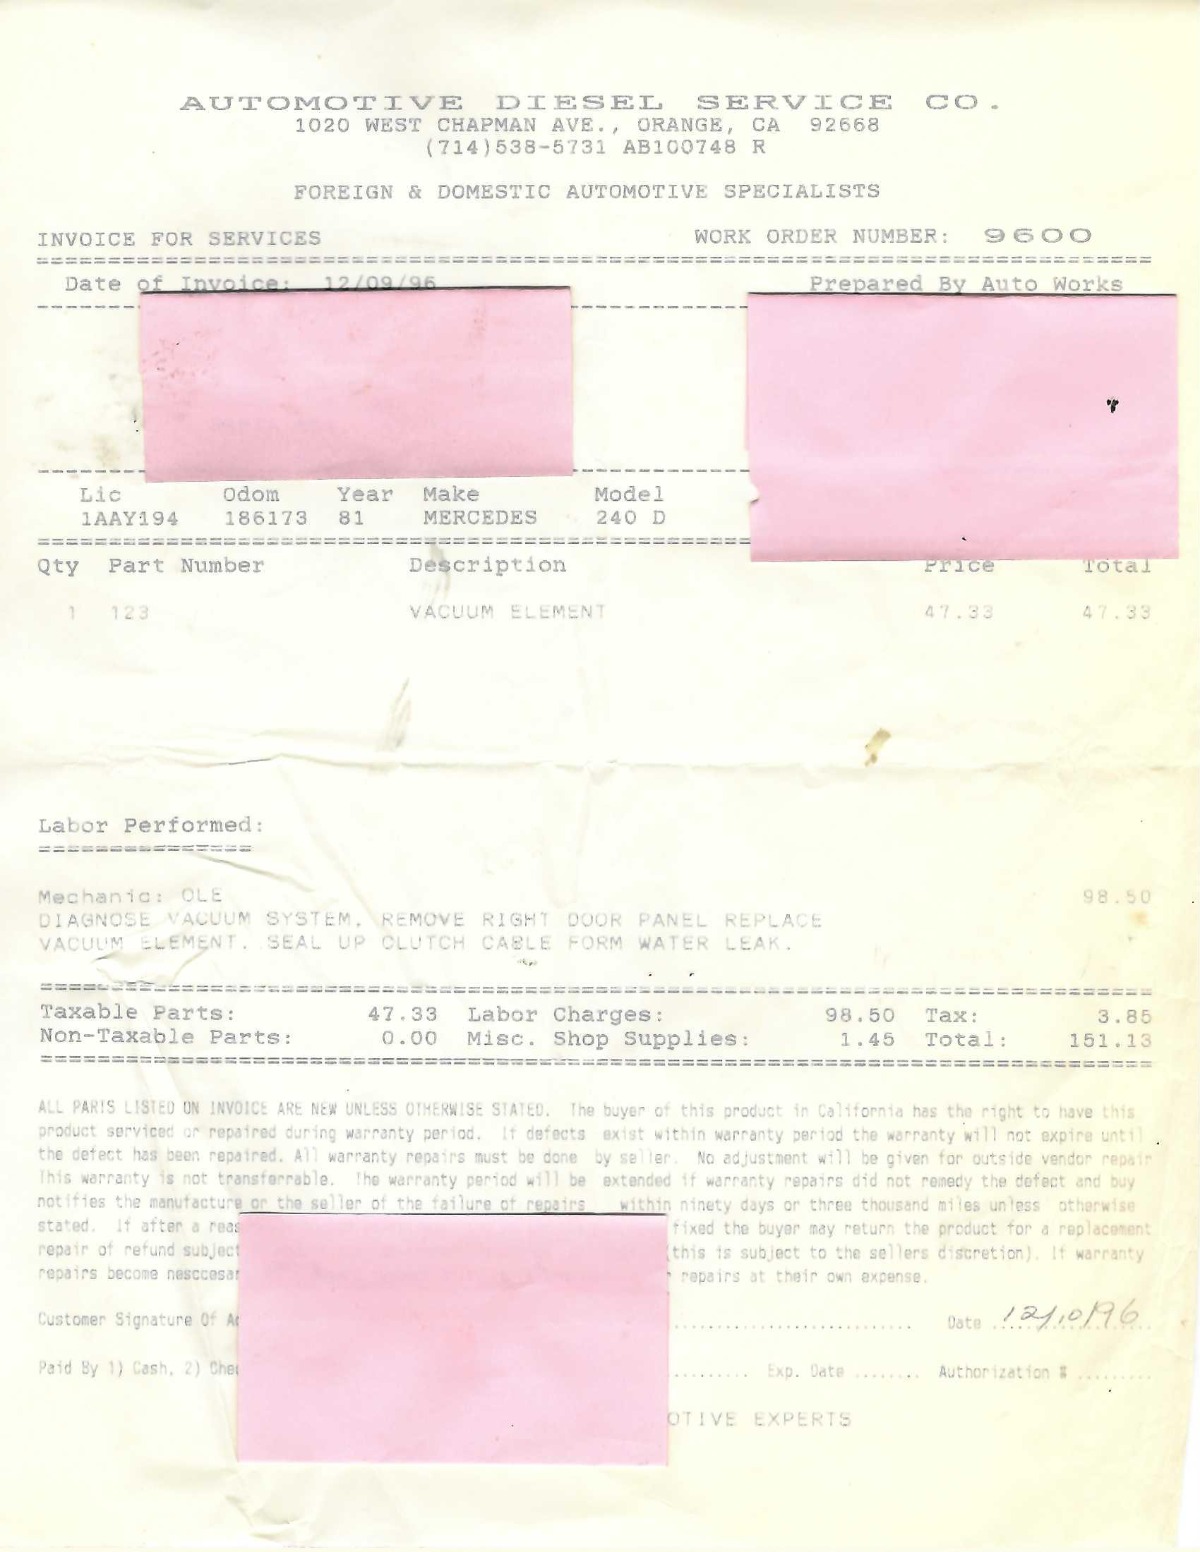 AUTOMOTIVE DIESEL SERVICE CO.
1020 WEST CHAPMAN AVE., ORANGE, CA 92668
(714)538-5731 AB100748 R
FOREIGN & DOMESTIC AUTOMOTIVE SPECIALISTS
INVOICE FOR SERVICES WORK ORDER NUMBER: 9600
Date of Invoice: 12/09/96 Prepared By Auto Works
Lic Odom Year Make Model
1AAY194 186173 81 MERCEDES 240 D
Qty Part Number Description Price Total
1 123 VACUUM ELEMENT 47.33 47.33
Labor Performed:
Mechanic: OLE 98.50
DIAGNOSE VACUUM SYSTEM. REMOVE RIGHT DOOR PANEL REPLACE
VACUUM ELEMENT. SEAL UP CLUTCH CABLE FORM WATER LEAK.
Taxable Parts: 47.33 Labor Charges: 98.50 Tax: 3.85
Non-Taxable Parts: 0.00 Misc. Shop Supplies: 1.45 Total: 151.13
ALL PARTS LISTED ON INVOICE ARE NEW UNLESS OTHERWISE STATED. The buyer of this product in California has the right to have this
product serviced or repaired during warranty period. If defects exist within warranty period the warranty will not expire until
the defect has been repaired. All warranty repairs must be done by seller. No adjustment will be given for outside vendor repair
This warranty is not transferrable. The warranty period will be extended if warranty repairs did not remedy the defect and buy
notifies the manufacture or the seller of the failure of repairs within ninety days or three thousand miles unless otherwise
stated. If after a reas fixed the buyer may return the product for a replacement
repair of refund subject (this is subject to the sellers discretion). If warranty
repairs become nesccesar repairs at their own expense.
Customer Signature Of Ac .............................. Date 12/10/96
Paid By 1) Cash, 2) Chec .......... Exp. Date ........ Authorization # .........
OTIVE EXPERTS